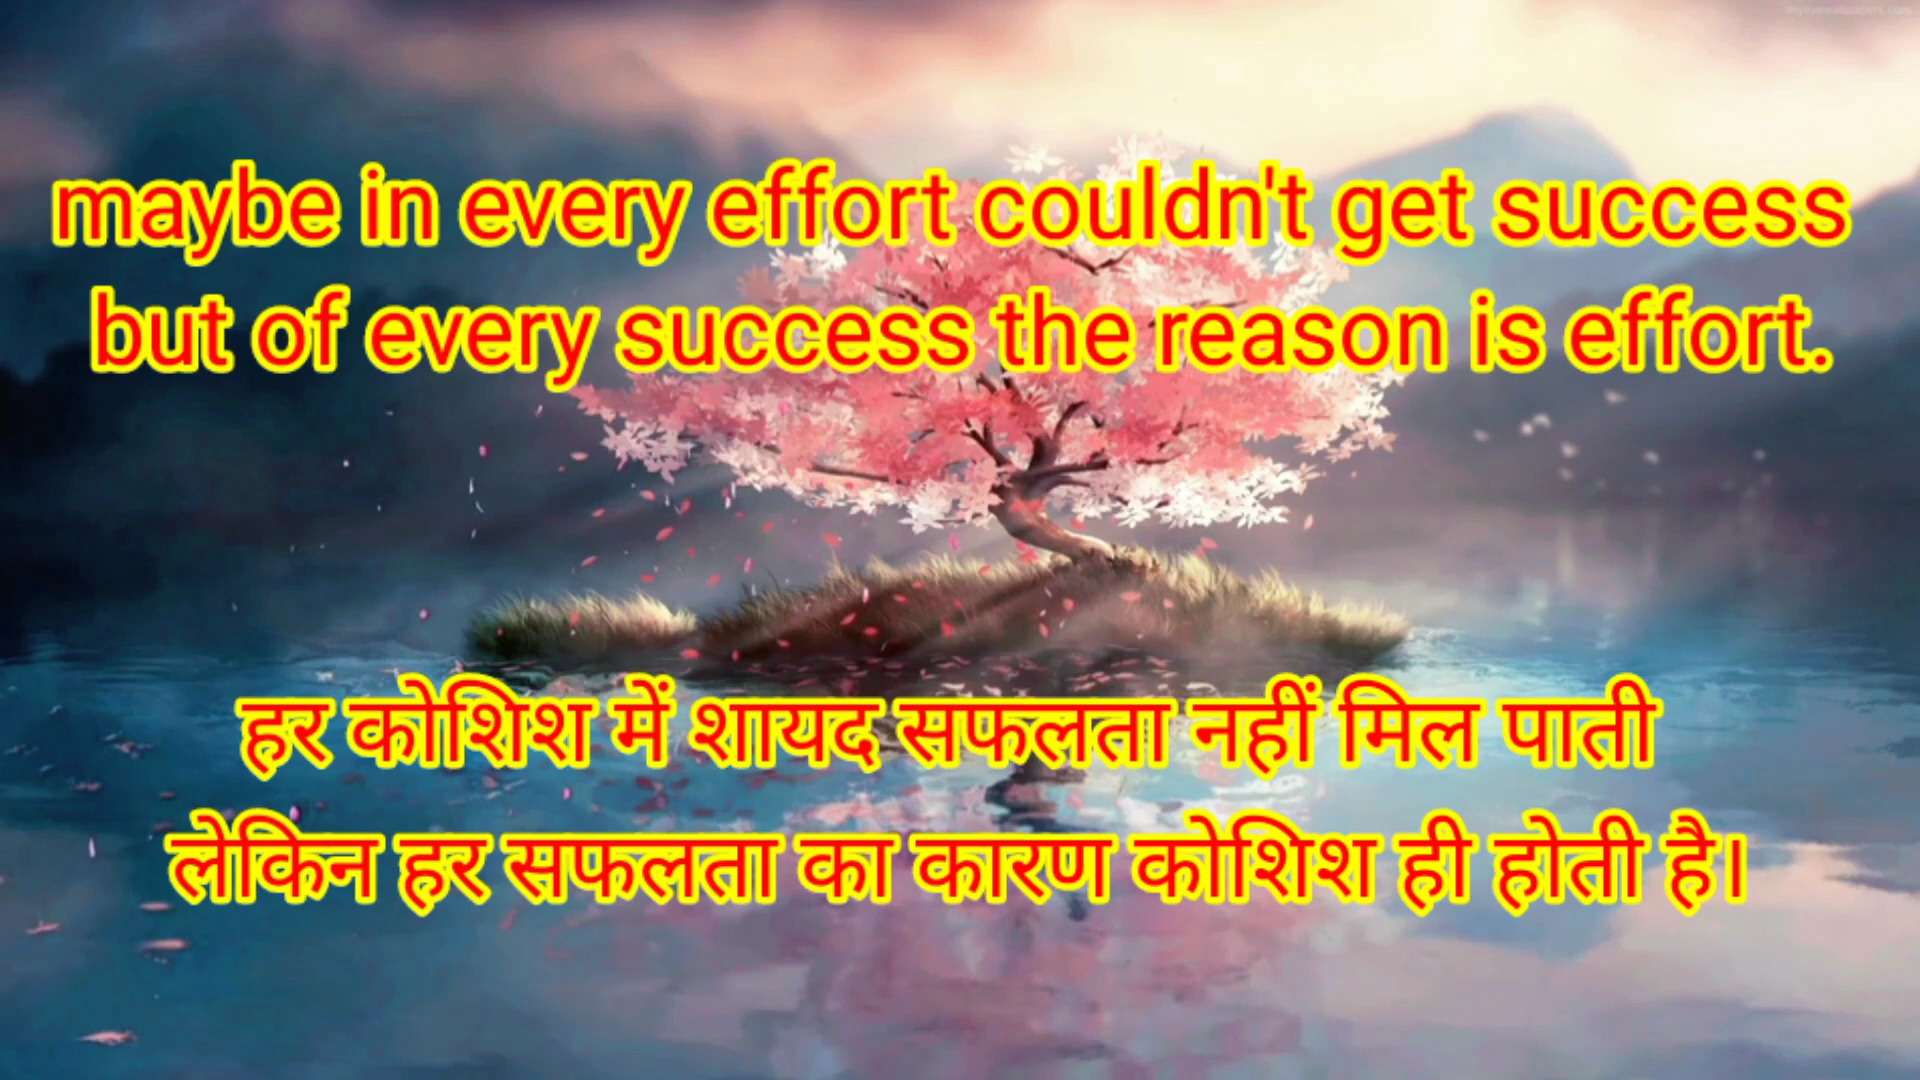 maybe in every effort couldn't get success
but of every success the reason is effort.
हर कोशिश में शायद सफलता नहीं मिल पाती
लेकिन हर सफलता का कारण कोशिश ही होती है।